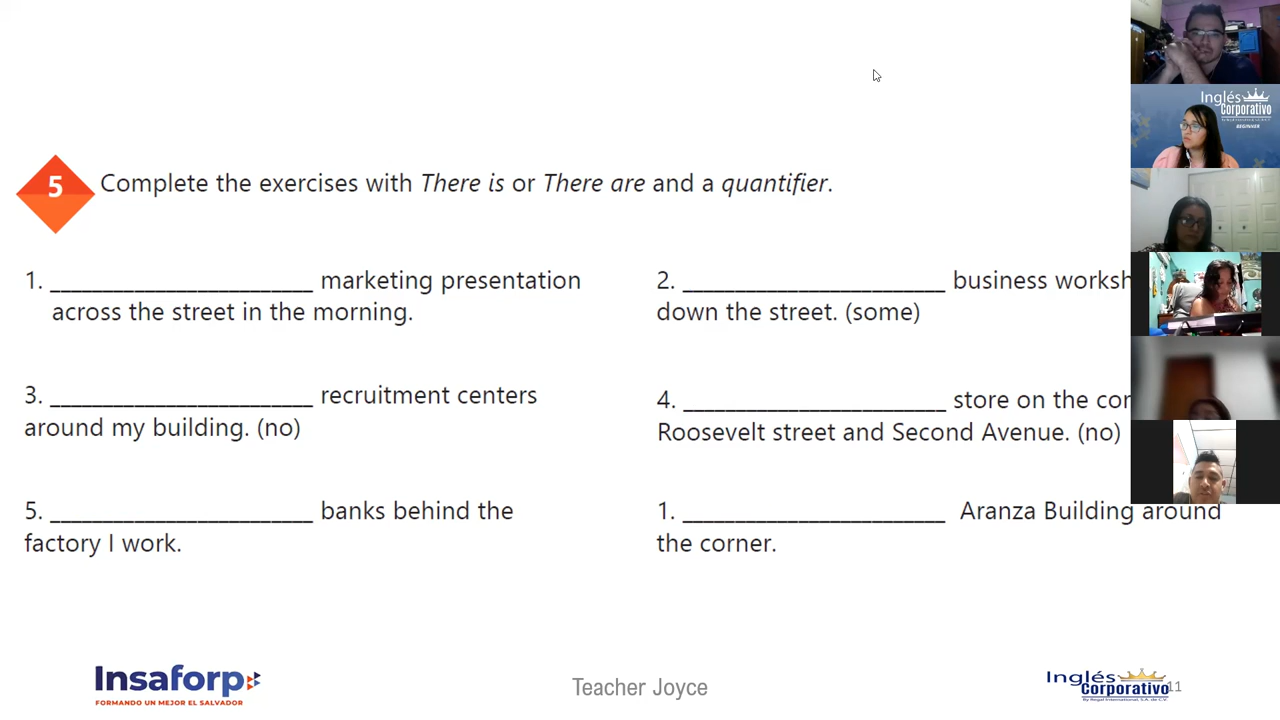 5 Complete the exercises with There is or There are and a quantifier.
1. ________________________ marketing presentation
across the street in the morning.
2. ________________________ business
down the street. (some)
3. ________________________ recruitment centers
around my building. (no)
4. ________________________ store on the
Roosevelt street and Second Avenue. (no)
5. ________________________ banks behind the
factory I work.
1. ________________________ Aranza Building around
the corner.
Insaforp
FORMANDO UN MEJOR EL SALVADOR
Teacher Joyce
Inglés
Corporativo
By Regal International, S.A. de C.V.
11
Inglés
Corporativo
BEGINNER